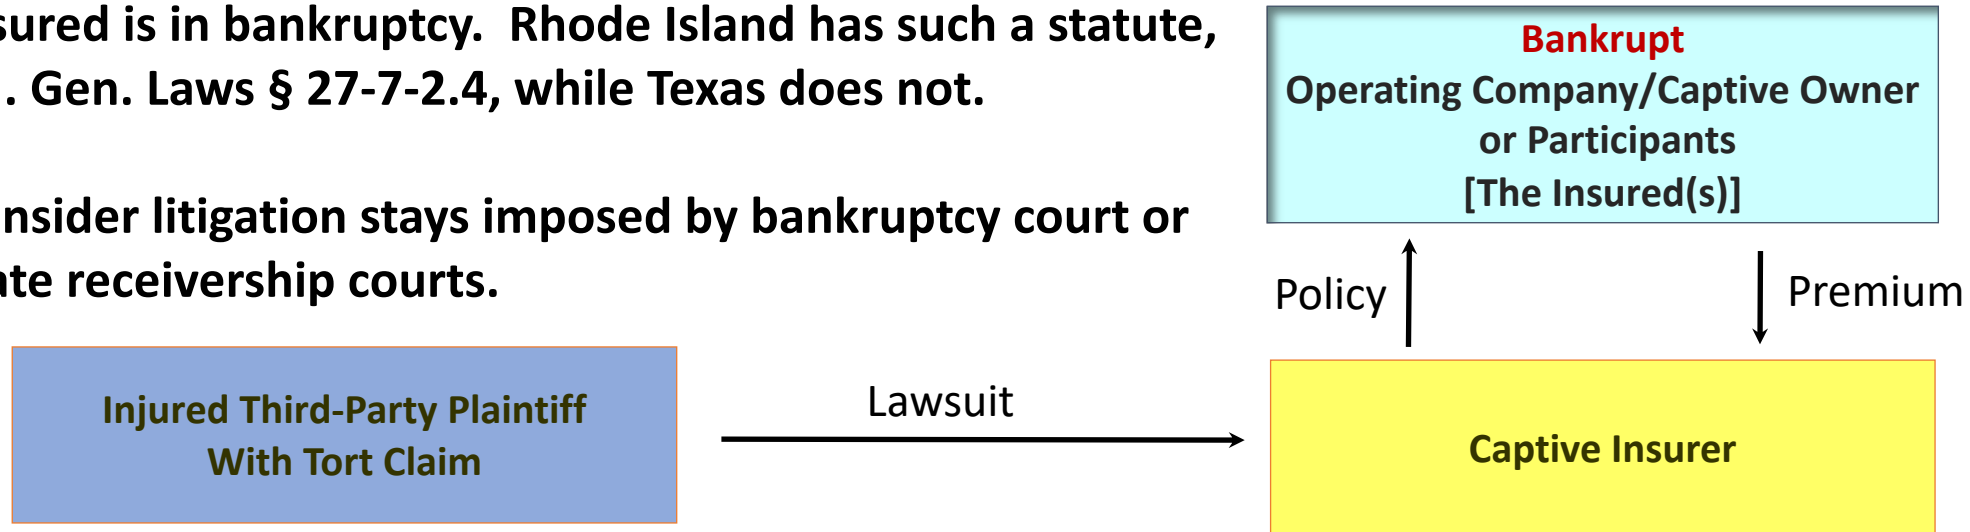 sured is in bankruptcy. Rhode Island has such a statute,
. Gen. Laws § 27-7-2.4, while Texas does not.
nsider litigation stays imposed by bankruptcy court or
ate receivership courts.
Bankrupt
Operating Company/Captive Owner
or Participants
[The Insured(s)]
Policy
Premium
Injured Third-Party Plaintiff
With Tort Claim
Lawsuit
Captive Insurer